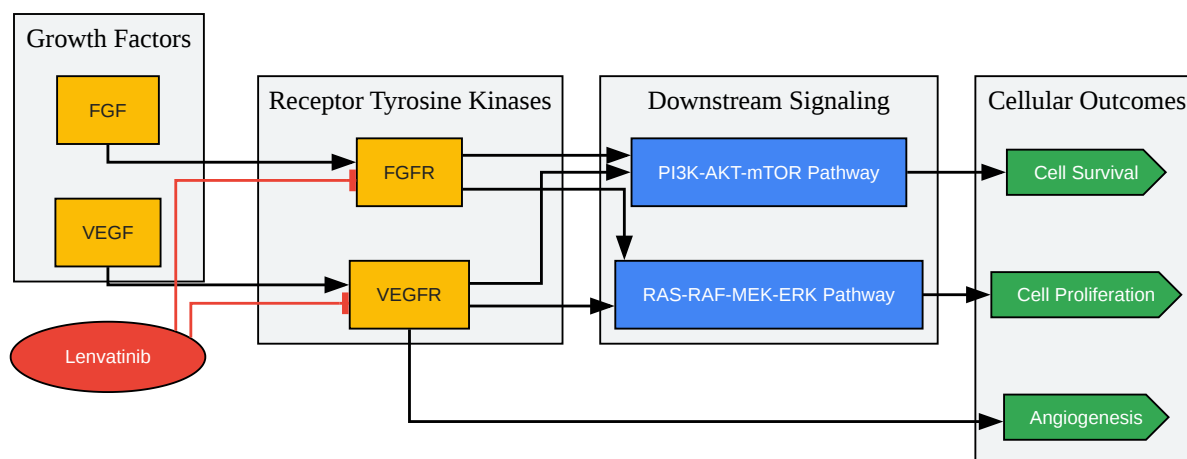 Growth Factors
FGF
VEGF
Lenvatinib
Receptor Tyrosine Kinases
FGFR
VEGFR
Downstream Signaling
PI3K-AKT-mTOR Pathway
RAS-RAF-MEK-ERK Pathway
Cellular Outcomes
Cell Survival
Cell Proliferation
Angiogenesis